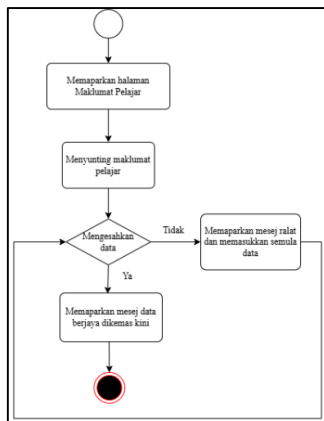 Memaparkan halaman
Maklumat Pelajar
Menyunting maklumat
pelajar
Mengesahkan
data
Tidak
Memaparkan mesej ralat
dan memasukkan semula
data
Ya
Memaparkan mesej data
berjaya dikemas kini